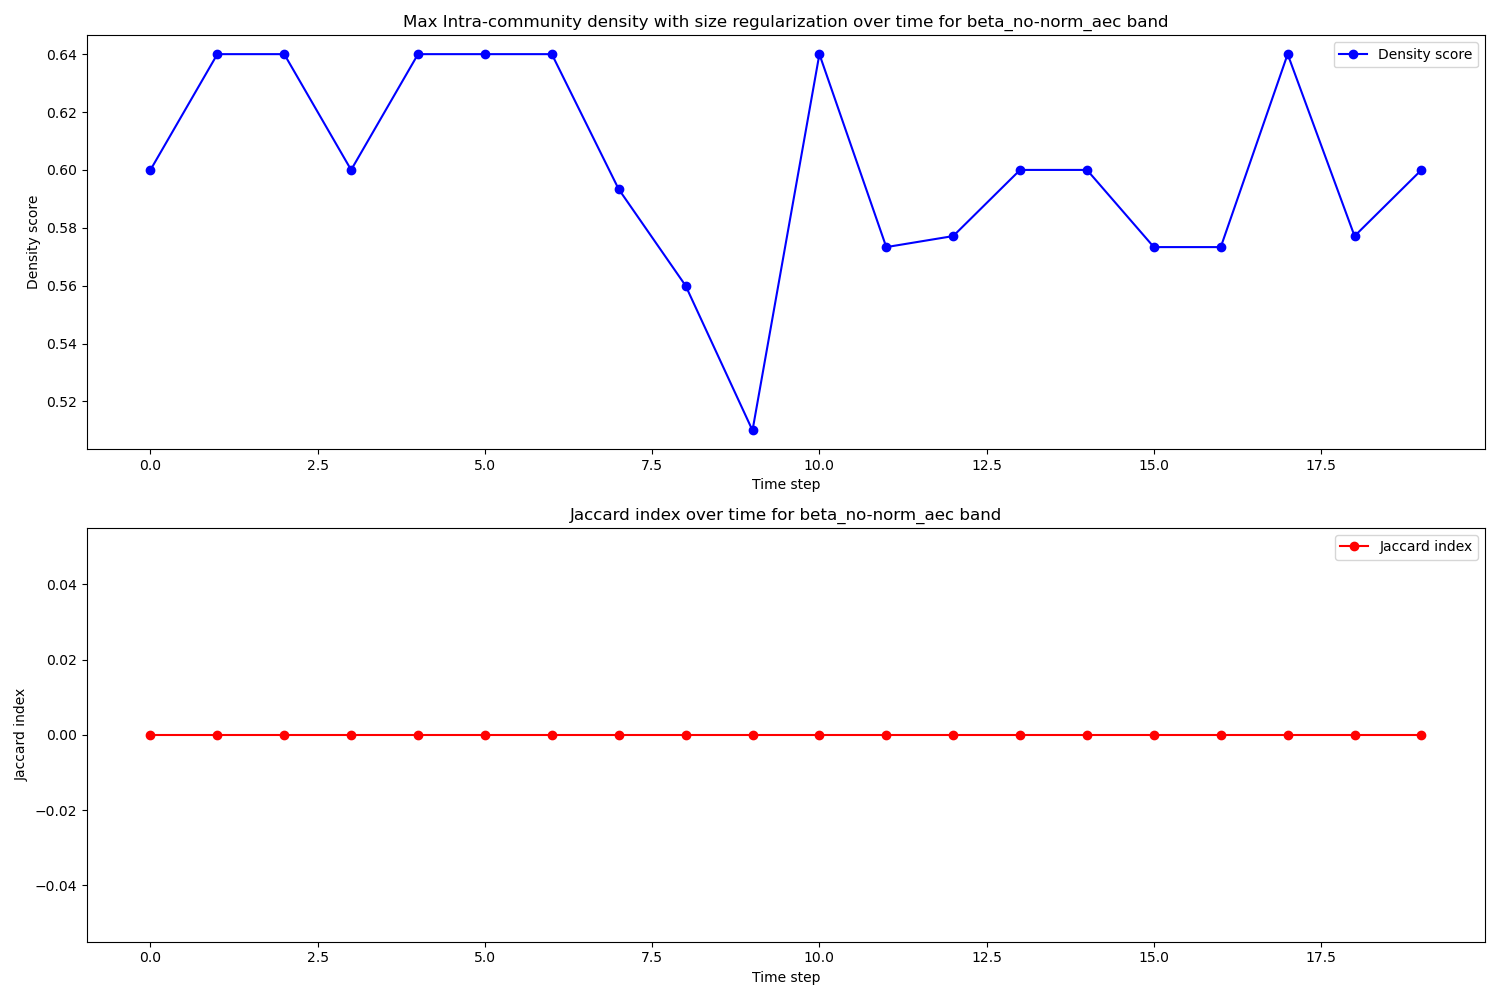 Max Intra-community density with size regularization over time for beta_no-norm_aec band
Density score
0.64
0.62
0.60
0.58
0.56
0.54
0.52
Density score
0.0 2.5 5.0 7.5 10.0 12.5 15.0 17.5
Time step
Jaccard index over time for beta_no-norm_aec band
Jaccard index
0.04
0.02
0.00
−0.02
−0.04
Jaccard index
0.0 2.5 5.0 7.5 10.0 12.5 15.0 17.5
Time step